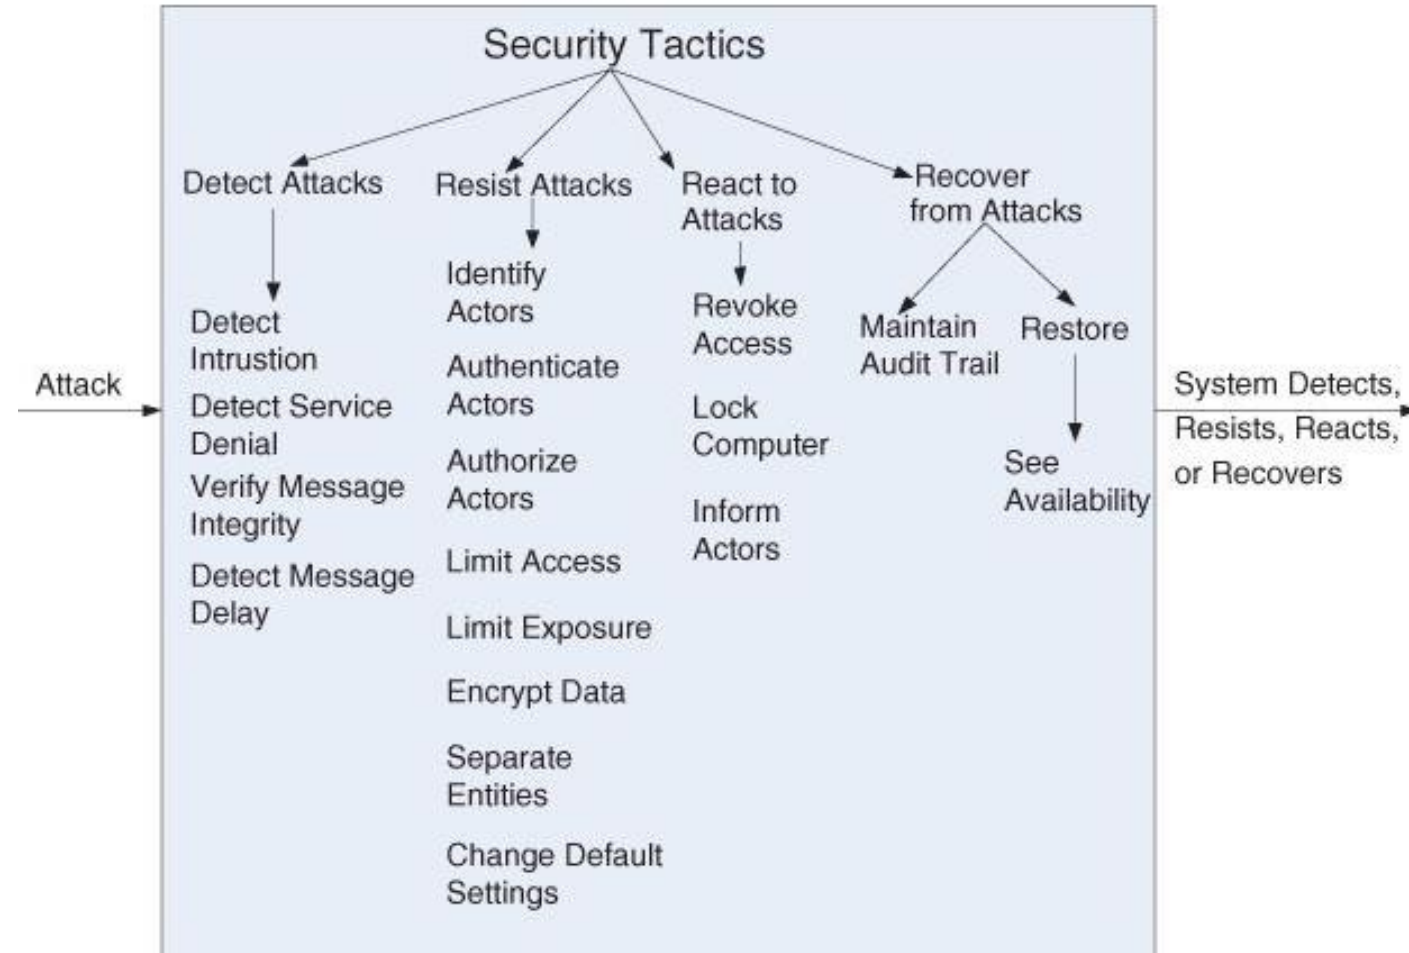 Security Tactics
Detect Attacks
Resist Attacks
React to
Attacks
Recover
from Attacks
Attack
Detect
Intrustion
Detect Service
Denial
Verify Message
Integrity
Detect Message
Delay
Identify
Actors
Authenticate
Actors
Authorize
Actors
Limit Access
Limit Exposure
Encrypt Data
Separate
Entities
Change Default
Settings
Revoke
Access
Lock
Computer
Inform
Actors
Maintain
Audit Trail
Restore
See
Availability
System Detects,
Resists, Reacts,
or Recovers